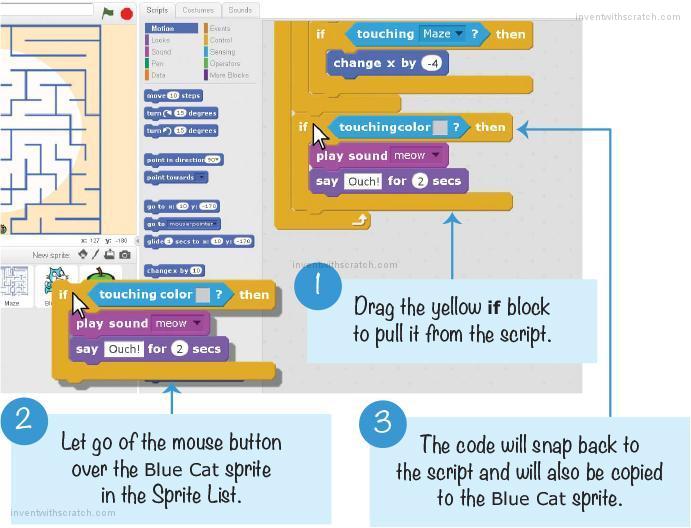 Scripts Costumes Sounds
Motion Events
Looks Control
Sound Sensing
Pen Operators
Data More Blocks
move 10 steps
turn 15 degrees
turn 15 degrees
point in direction 90
point towards
go to x: 10 y: -170
go to mouse-pointer
glide 1 secs to x: 10 y: -170
change x by 10
x: 127 y: -180
New sprite:
Maze
inventwithscratch.com
if touching Maze ? then
change x by -4
if touchingcolor ? then
play sound meow
say Ouch! for 2 secs
inventwithscratch.com
1
Drag the yellow if block
to pull it from the script.
if touching color ? then
play sound meow
say Ouch! for 2 secs
2
Let go of the mouse button
over the Blue Cat sprite
in the Sprite List.
inventwithscratch.com
3
The code will snap back to
the script and will also be copied
to the Blue Cat sprite.